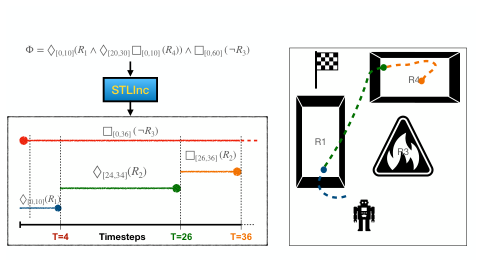 Φ = ◇[0,10](R1 ∧ ◇[20,30]□[0,10](R4)) ∧ □[0,60](¬R3)
STLInc
□[0,36](¬R3)
□[26,36](R2)
◇[24,34](R2)
◇[0,10](R1)
T=4 Timesteps T=26 T=36
R4
R1
R3